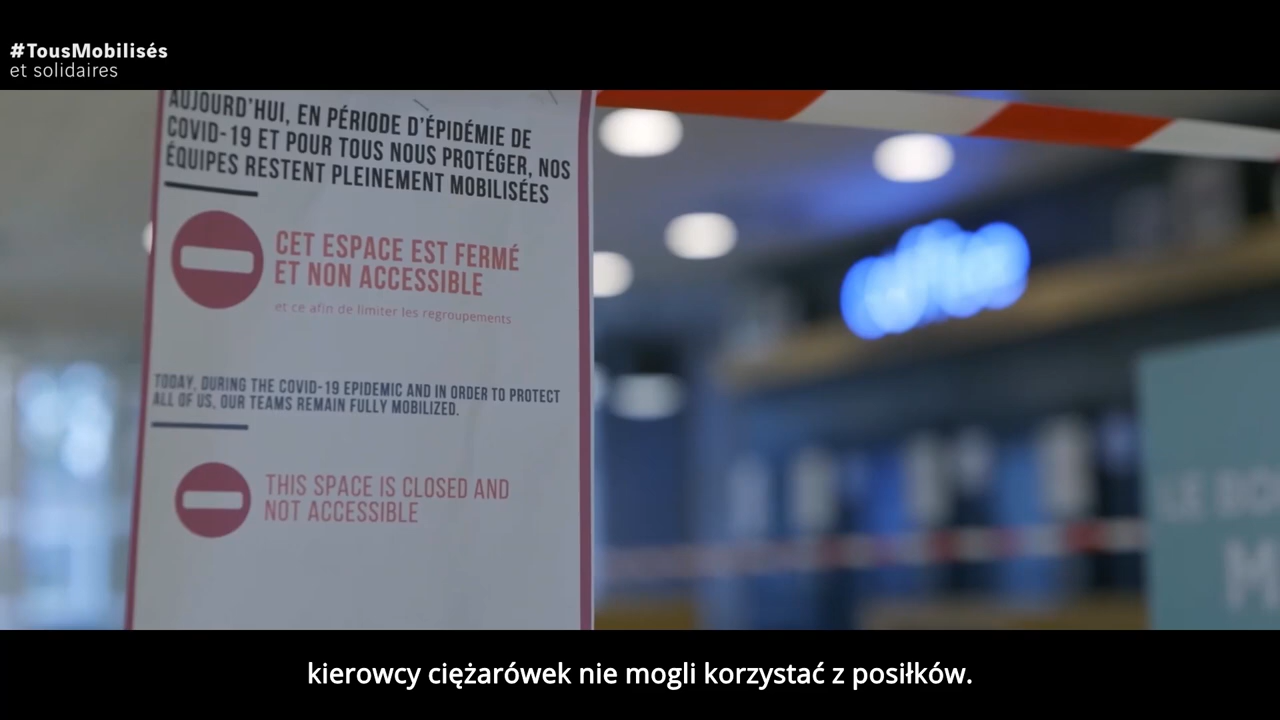 #TousMobilisés
et solidaires
AUJOURD'HUI, EN PÉRIODE D'ÉPIDÉMIE DE
COVID-19 ET POUR TOUS NOUS PROTÉGER, NOS
ÉQUIPES RESTENT PLEINEMENT MOBILISÉES
CET ESPACE EST FERMÉ
ET NON ACCESSIBLE
et ce afin de limiter les regroupements
TODAY, DURING THE COVID-19 EPIDEMIC AND IN ORDER TO PROTECT
ALL OF US, OUR TEAMS REMAIN FULLY MOBILIZED.
THIS SPACE IS CLOSED AND
NOT ACCESSIBLE
LE
kierowcy ciężarówek nie mogli korzystać z posiłków.